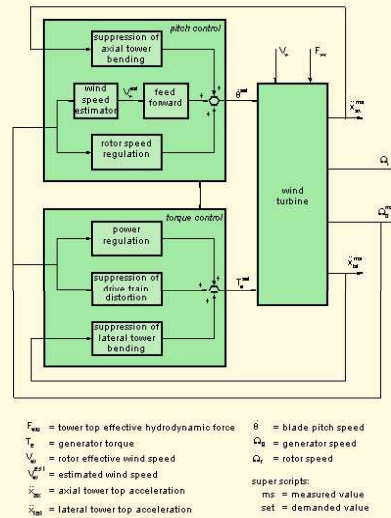 pitch control
suppression of
axial tower
bending
wind
speed
estimator
feed
forward
rotor speed
regulation
wind
turbine
torque control
power
regulation
suppression of
drive train
distortion
suppression of
lateral tower
bending
= tower top effective hydrodynamic force
= generator torque
= rotor effective wind speed
= estimated wind speed
= axial tower top acceleration
= lateral tower top acceleration
θ̇ = blade pitch speed
= generator speed
Ωr = rotor speed
super scripts:
ms = measured value
set = demanded value